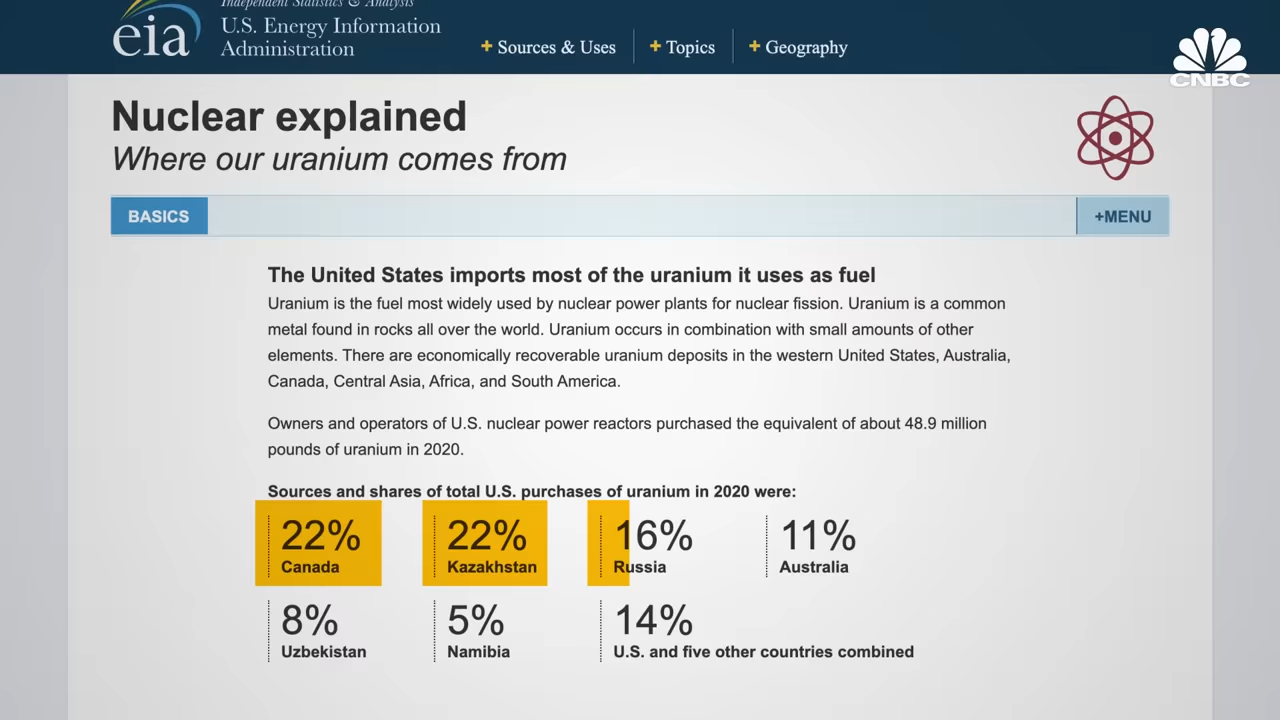 Independent Statistics & Analysis
eia
U.S. Energy Information
Administration
+ Sources & Uses
+ Topics
+ Geography
CNBC
Nuclear explained
Where our uranium comes from
BASICS
+MENU
The United States imports most of the uranium it uses as fuel
Uranium is the fuel most widely used by nuclear power plants for nuclear fission. Uranium is a common
metal found in rocks all over the world. Uranium occurs in combination with small amounts of other
elements. There are economically recoverable uranium deposits in the western United States, Australia,
Canada, Central Asia, Africa, and South America.
Owners and operators of U.S. nuclear power reactors purchased the equivalent of about 48.9 million
pounds of uranium in 2020.
Sources and shares of total U.S. purchases of uranium in 2020 were:
22%
Canada
22%
Kazakhstan
16%
Russia
11%
Australia
8%
Uzbekistan
5%
Namibia
14%
U.S. and five other countries combined